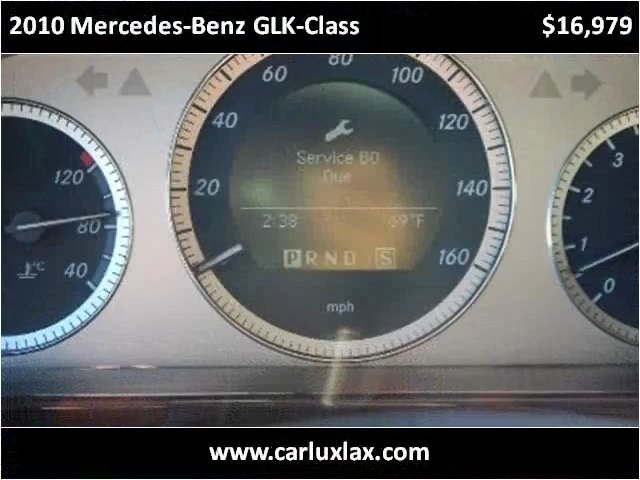 2010 Mercedes-Benz GLK-Class $16,979
60 80 100
40 120
20 140
160
Service B0
Due
2:38 69°F
P R N D S
mph
120
80
40
°C
3
2
1
0
www.carluxlax.com